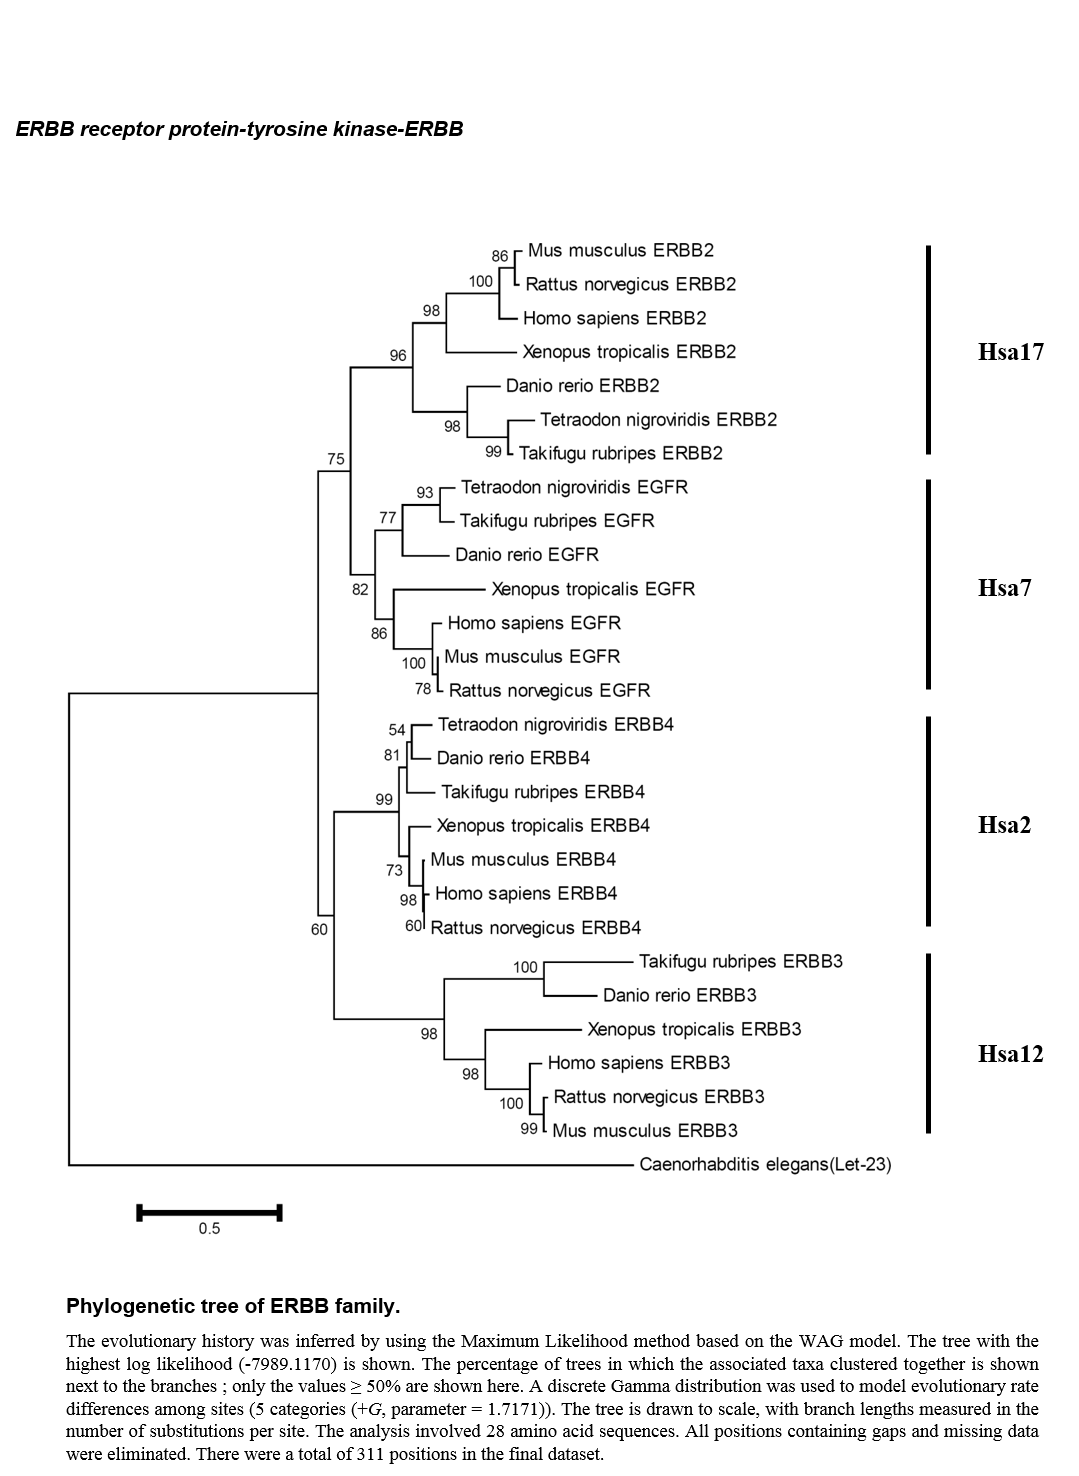 ERBB receptor protein-tyrosine kinase-ERBB
86 Mus musculus ERBB2
100 Rattus norvegicus ERBB2
98 Homo sapiens ERBB2
Xenopus tropicalis ERBB2 Hsa17
96
Danio rerio ERBB2
98 Tetraodon nigroviridis ERBB2
99 Takifugu rubripes ERBB2
75
93 Tetraodon nigroviridis EGFR
77 Takifugu rubripes EGFR
Danio rerio EGFR
82 Xenopus tropicalis EGFR Hsa7
86 Homo sapiens EGFR
100 Mus musculus EGFR
78 Rattus norvegicus EGFR
54 Tetraodon nigroviridis ERBB4
81 Danio rerio ERBB4
99 Takifugu rubripes ERBB4
Xenopus tropicalis ERBB4 Hsa2
73 Mus musculus ERBB4
98 Homo sapiens ERBB4
60 60 Rattus norvegicus ERBB4
100 Takifugu rubripes ERBB3
Danio rerio ERBB3
98 Xenopus tropicalis ERBB3
Hsa12
98 Homo sapiens ERBB3
100 Rattus norvegicus ERBB3
99 Mus musculus ERBB3
Caenorhabditis elegans(Let-23)
0.5
Phylogenetic tree of ERBB family.
The evolutionary history was inferred by using the Maximum Likelihood method based on the WAG model. The tree with the
highest log likelihood (-7989.1170) is shown. The percentage of trees in which the associated taxa clustered together is shown
next to the branches ; only the values ≥ 50% are shown here. A discrete Gamma distribution was used to model evolutionary rate
differences among sites (5 categories (+G, parameter = 1.7171)). The tree is drawn to scale, with branch lengths measured in the
number of substitutions per site. The analysis involved 28 amino acid sequences. All positions containing gaps and missing data
were eliminated. There were a total of 311 positions in the final dataset.